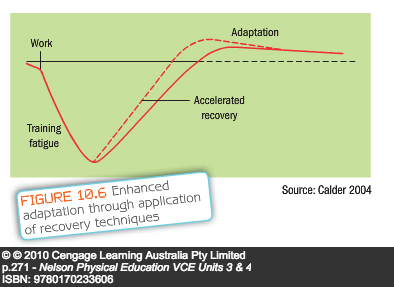 Adaptation
Work
Accelerated
recovery
Training
fatigue
FIGURE 10.6 Enhanced
adaptation through application
of recovery techniques
Source: Calder 2004
© © 2010 Cengage Learning Australia Pty Limited
p.271 - Nelson Physical Education VCE Units 3 & 4
ISBN: 9780170233606